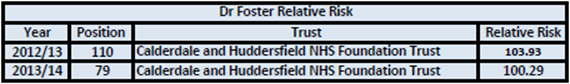 Dr Foster Relative Risk
Year Position Trust Relative Risk
2012/13 110 Calderdale and Huddersfield NHS Foundation Trust 103.93
2013/14 79 Calderdale and Huddersfield NHS Foundation Trust 100.29